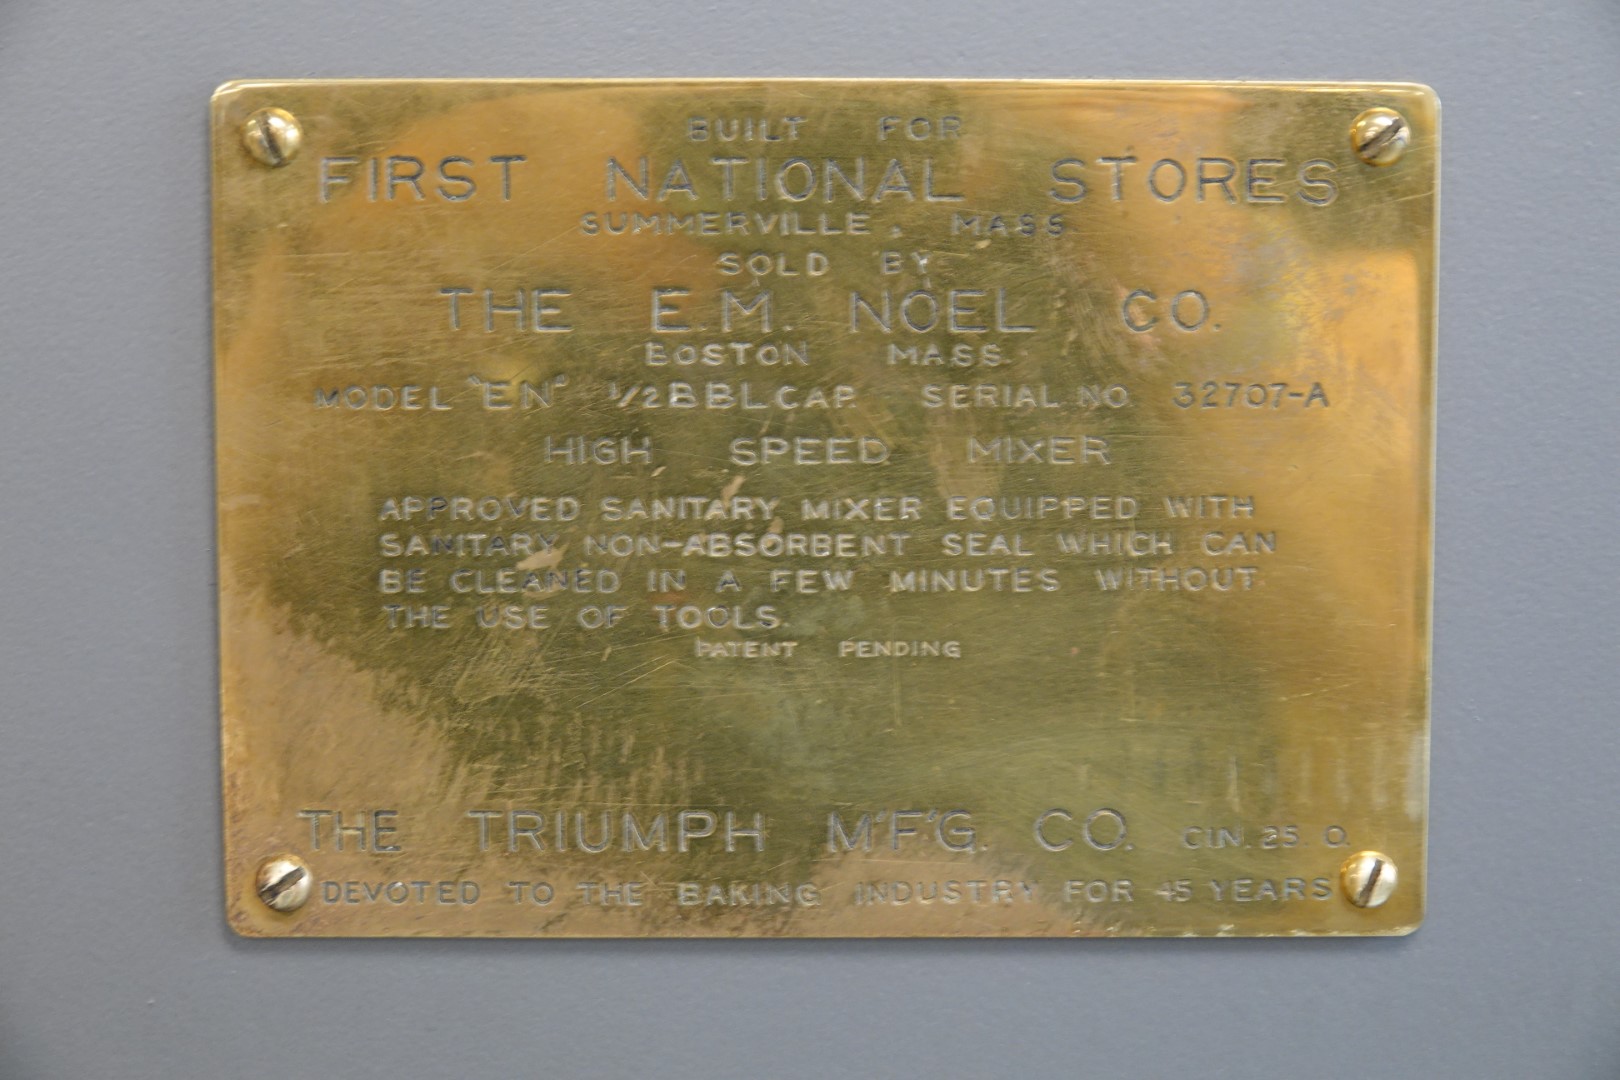 BUILT FOR
FIRST NATIONAL STORES
SUMMERVILLE, MASS.
SOLD BY
THE E.M. NOEL CO.
BOSTON MASS.
MODEL "EN" 1/2 BBL CAP. SERIAL NO. 32707-A
HIGH SPEED MIXER
APPROVED SANITARY MIXER EQUIPPED WITH
SANITARY NON-ABSORBENT SEAL WHICH CAN
BE CLEANED IN A FEW MINUTES WITHOUT
THE USE OF TOOLS.
PATENT PENDING
THE TRIUMPH M'F'G. CO. CIN. 25. O.
DEVOTED TO THE BAKING INDUSTRY FOR 45 YEARS